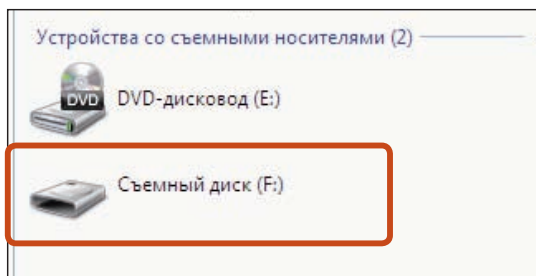 Устройства со съемными носителями (2)
DVD
DVD-дисковод (E:)
Съемный диск (F:)